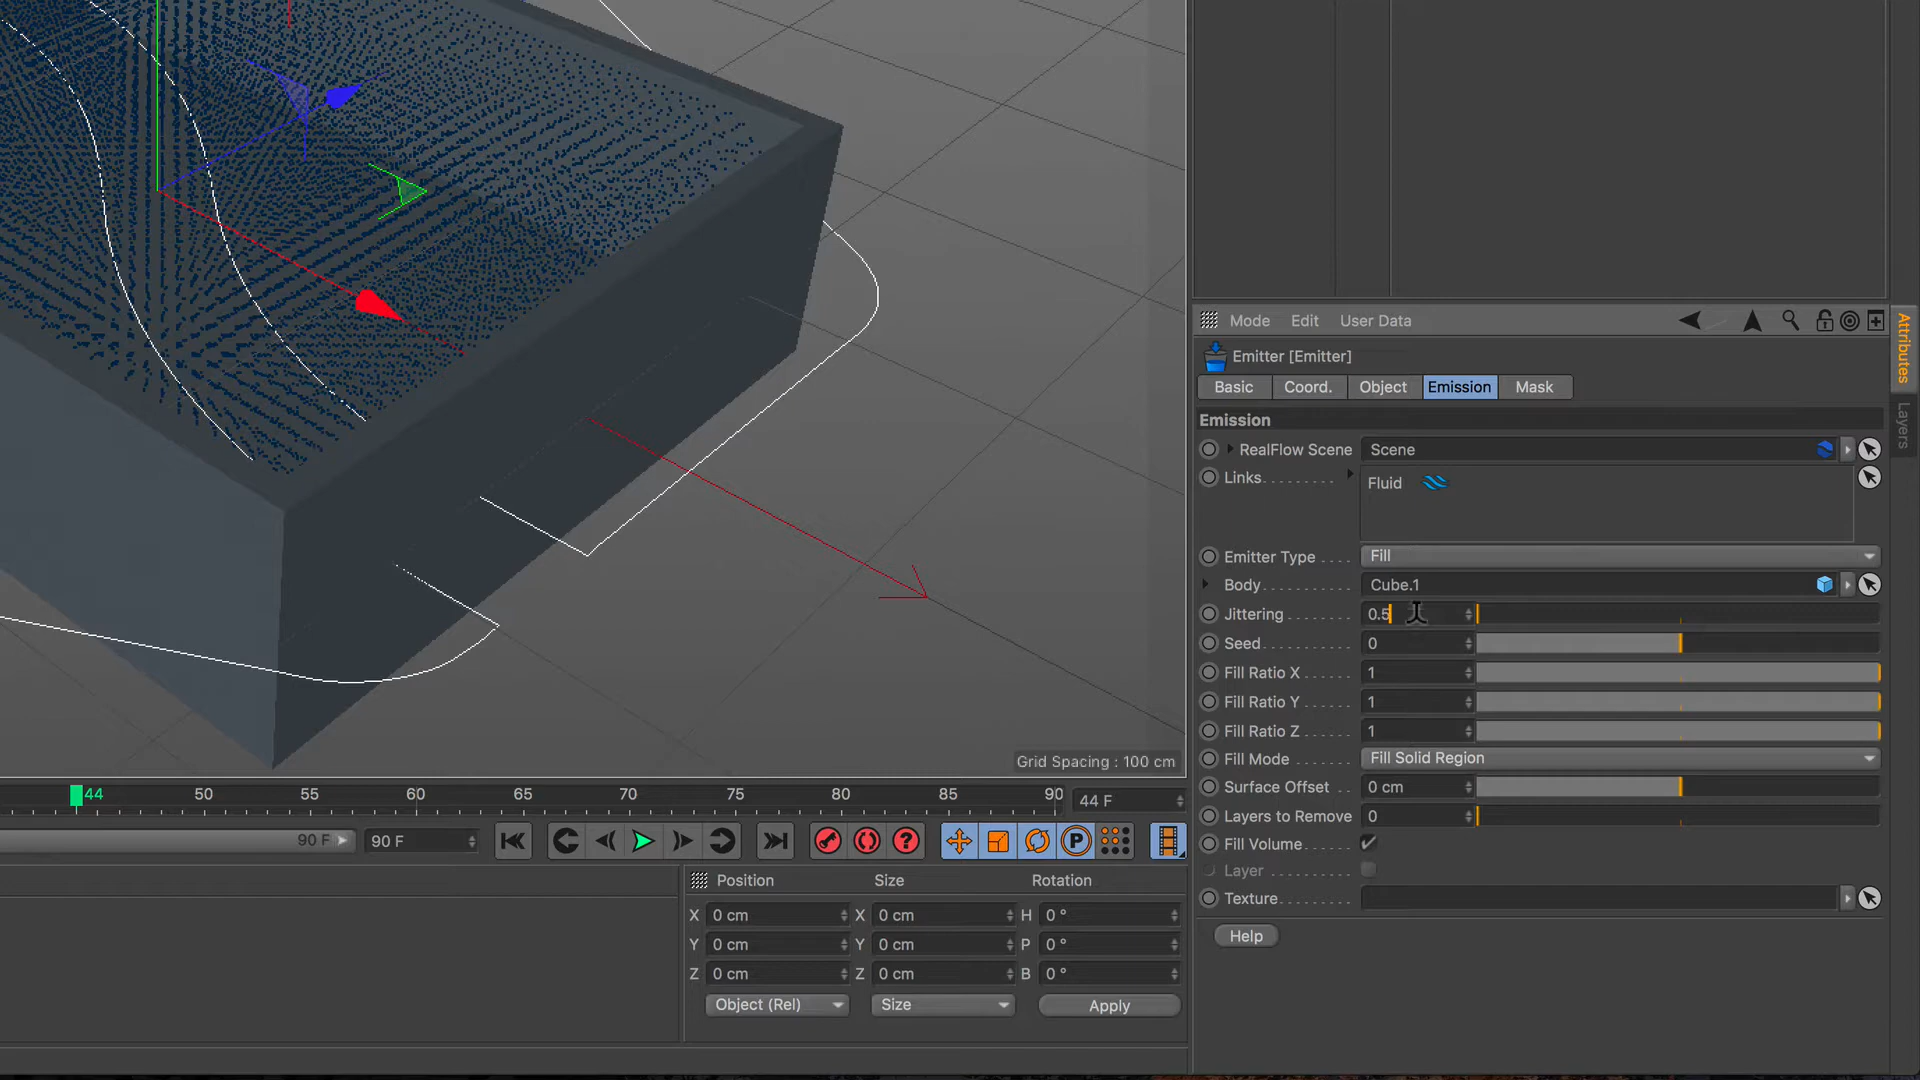 Mode Edit User Data
Attributes
Layers
Emitter [Emitter]
Basic Coord. Object Emission Mask
Emission
RealFlow Scene Scene
Links Fluid
Emitter Type Fill
Body Cube.1
Jittering 0.5
Seed 0
Fill Ratio X 1
Fill Ratio Y 1
Fill Ratio Z 1
Fill Mode Fill Solid Region
Surface Offset 0 cm
Layers to Remove 0
Fill Volume
Layer
Texture
Help
Grid Spacing : 100 cm
44 50 55 60 65 70 75 80 85 90 44 F
90 F 90 F
Position Size Rotation
X 0 cm X 0 cm H 0 °
Y 0 cm Y 0 cm P 0 °
Z 0 cm Z 0 cm B 0 °
Object (Rel) Size Apply